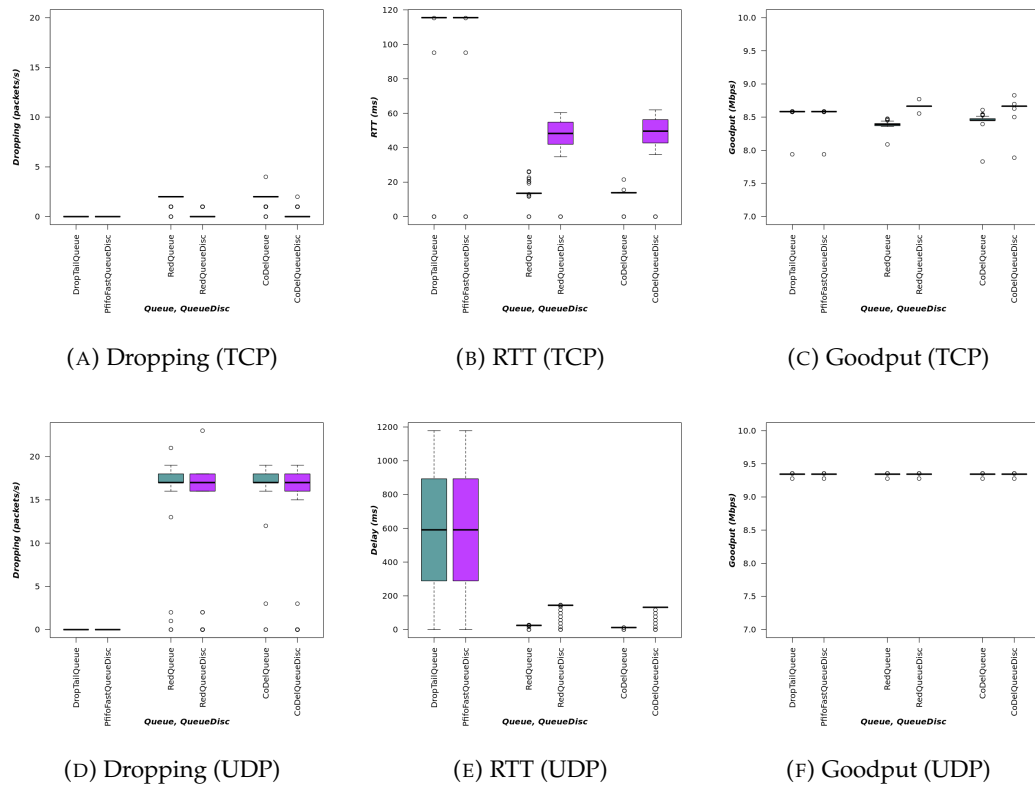 20
15
10
5
0
Dropping (packets/s)
DropTailQueue
PfifoFastQueueDisc
RedQueue
RedQueueDisc
CoDelQueue
CoDelQueueDisc
Queue, QueueDisc
(A) Dropping (TCP)
120
100
80
60
40
20
0
RTT (ms)
DropTailQueue
PfifoFastQueueDisc
RedQueue
RedQueueDisc
CoDelQueue
CoDelQueueDisc
Queue, QueueDisc
(B) RTT (TCP)
10.0
9.5
9.0
8.5
8.0
7.5
7.0
Goodput (Mbps)
DropTailQueue
PfifoFastQueueDisc
RedQueue
RedQueueDisc
CoDelQueue
CoDelQueueDisc
Queue, QueueDisc
(C) Goodput (TCP)
20
15
10
5
0
Dropping (packets/s)
DropTailQueue
PfifoFastQueueDisc
RedQueue
RedQueueDisc
CoDelQueue
CoDelQueueDisc
Queue, QueueDisc
(D) Dropping (UDP)
1200
1000
800
600
400
200
0
Delay (ms)
DropTailQueue
PfifoFastQueueDisc
RedQueue
RedQueueDisc
CoDelQueue
CoDelQueueDisc
Queue, QueueDisc
(E) RTT (UDP)
10.0
9.5
9.0
8.5
8.0
7.5
7.0
Goodput (Mbps)
DropTailQueue
PfifoFastQueueDisc
RedQueue
RedQueueDisc
CoDelQueue
CoDelQueueDisc
Queue, QueueDisc
(F) Goodput (UDP)